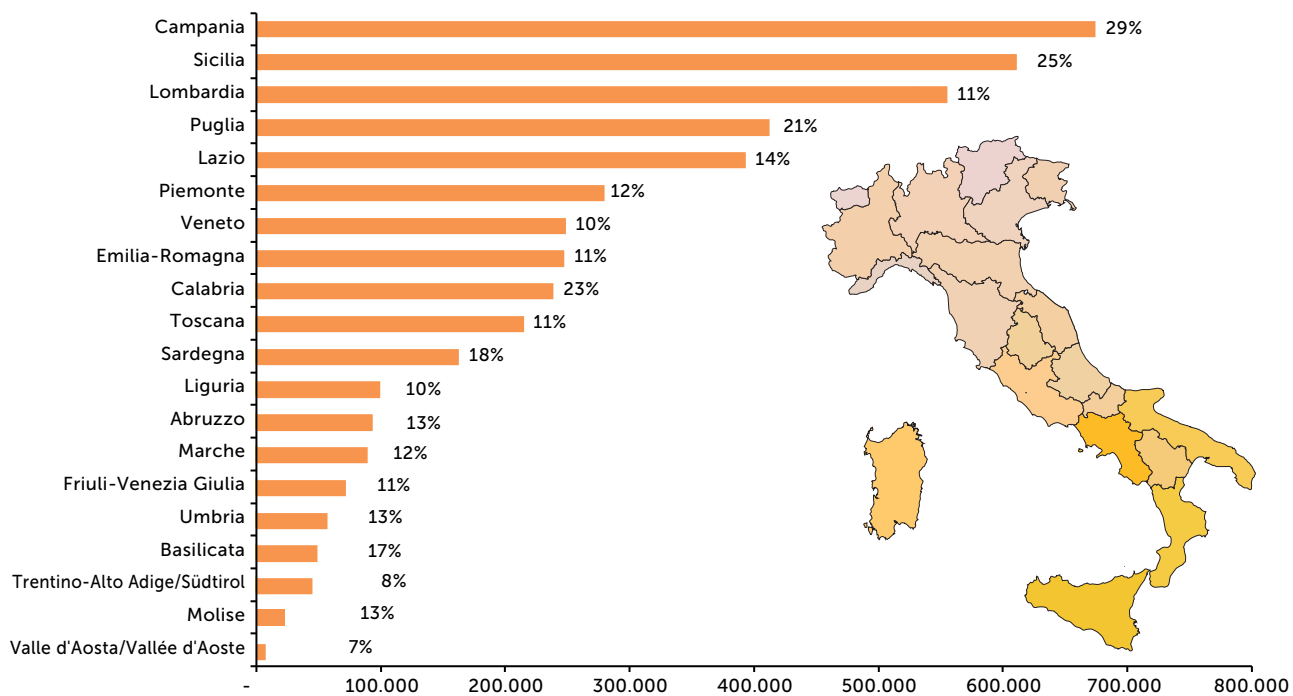 Campania 29%
Sicilia 25%
Lombardia 11%
Puglia 21%
Lazio 14%
Piemonte 12%
Veneto 10%
Emilia-Romagna 11%
Calabria 23%
Toscana 11%
Sardegna 18%
Liguria 10%
Abruzzo 13%
Marche 12%
Friuli-Venezia Giulia 11%
Umbria 13%
Basilicata 17%
Trentino-Alto Adige/Südtirol 8%
Molise 13%
Valle d'Aosta/Vallée d'Aoste 7%
- 100.000 200.000 300.000 400.000 500.000 600.000 700.000 800.000